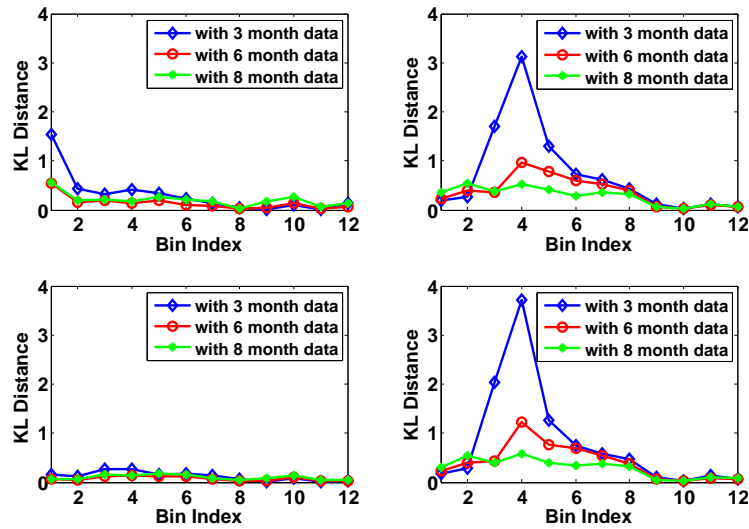 4
3
2
1
0
KL Distance
with 3 month data
with 6 month data
with 8 month data
2 4 6 8 10 12
Bin Index
4
3
2
1
0
KL Distance
with 3 month data
with 6 month data
with 8 month data
2 4 6 8 10 12
Bin Index
4
3
2
1
0
KL Distance
with 3 month data
with 6 month data
with 8 month data
2 4 6 8 10 12
Bin Index
4
3
2
1
0
KL Distance
with 3 month data
with 6 month data
with 8 month data
2 4 6 8 10 12
Bin Index